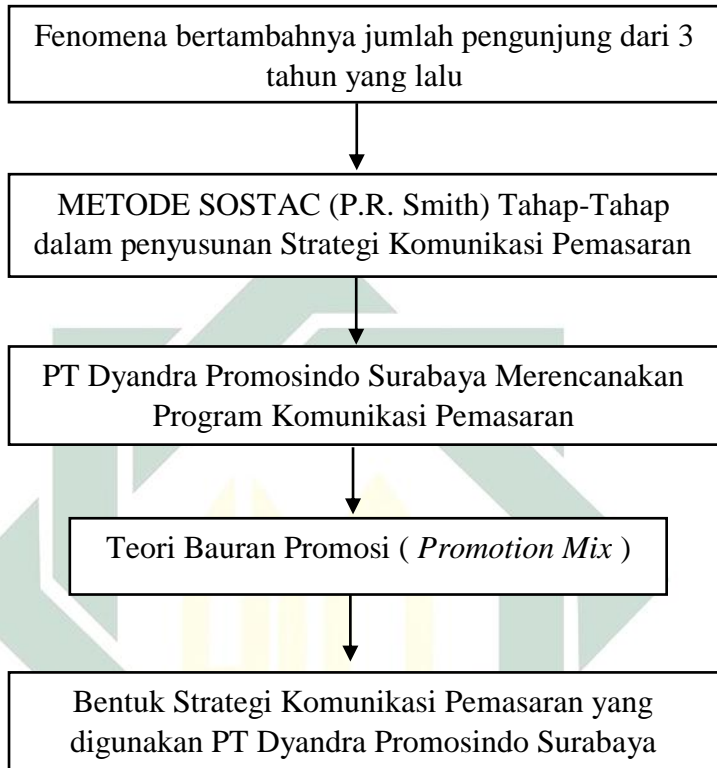 Fenomena bertambahnya jumlah pengunjung dari 3
tahun yang lalu
METODE SOSTAC (P.R. Smith) Tahap-Tahap
dalam penyusunan Strategi Komunikasi Pemasaran
PT Dyandra Promosindo Surabaya Merencanakan
Program Komunikasi Pemasaran
Teori Bauran Promosi ( Promotion Mix )
Bentuk Strategi Komunikasi Pemasaran yang
digunakan PT Dyandra Promosindo Surabaya